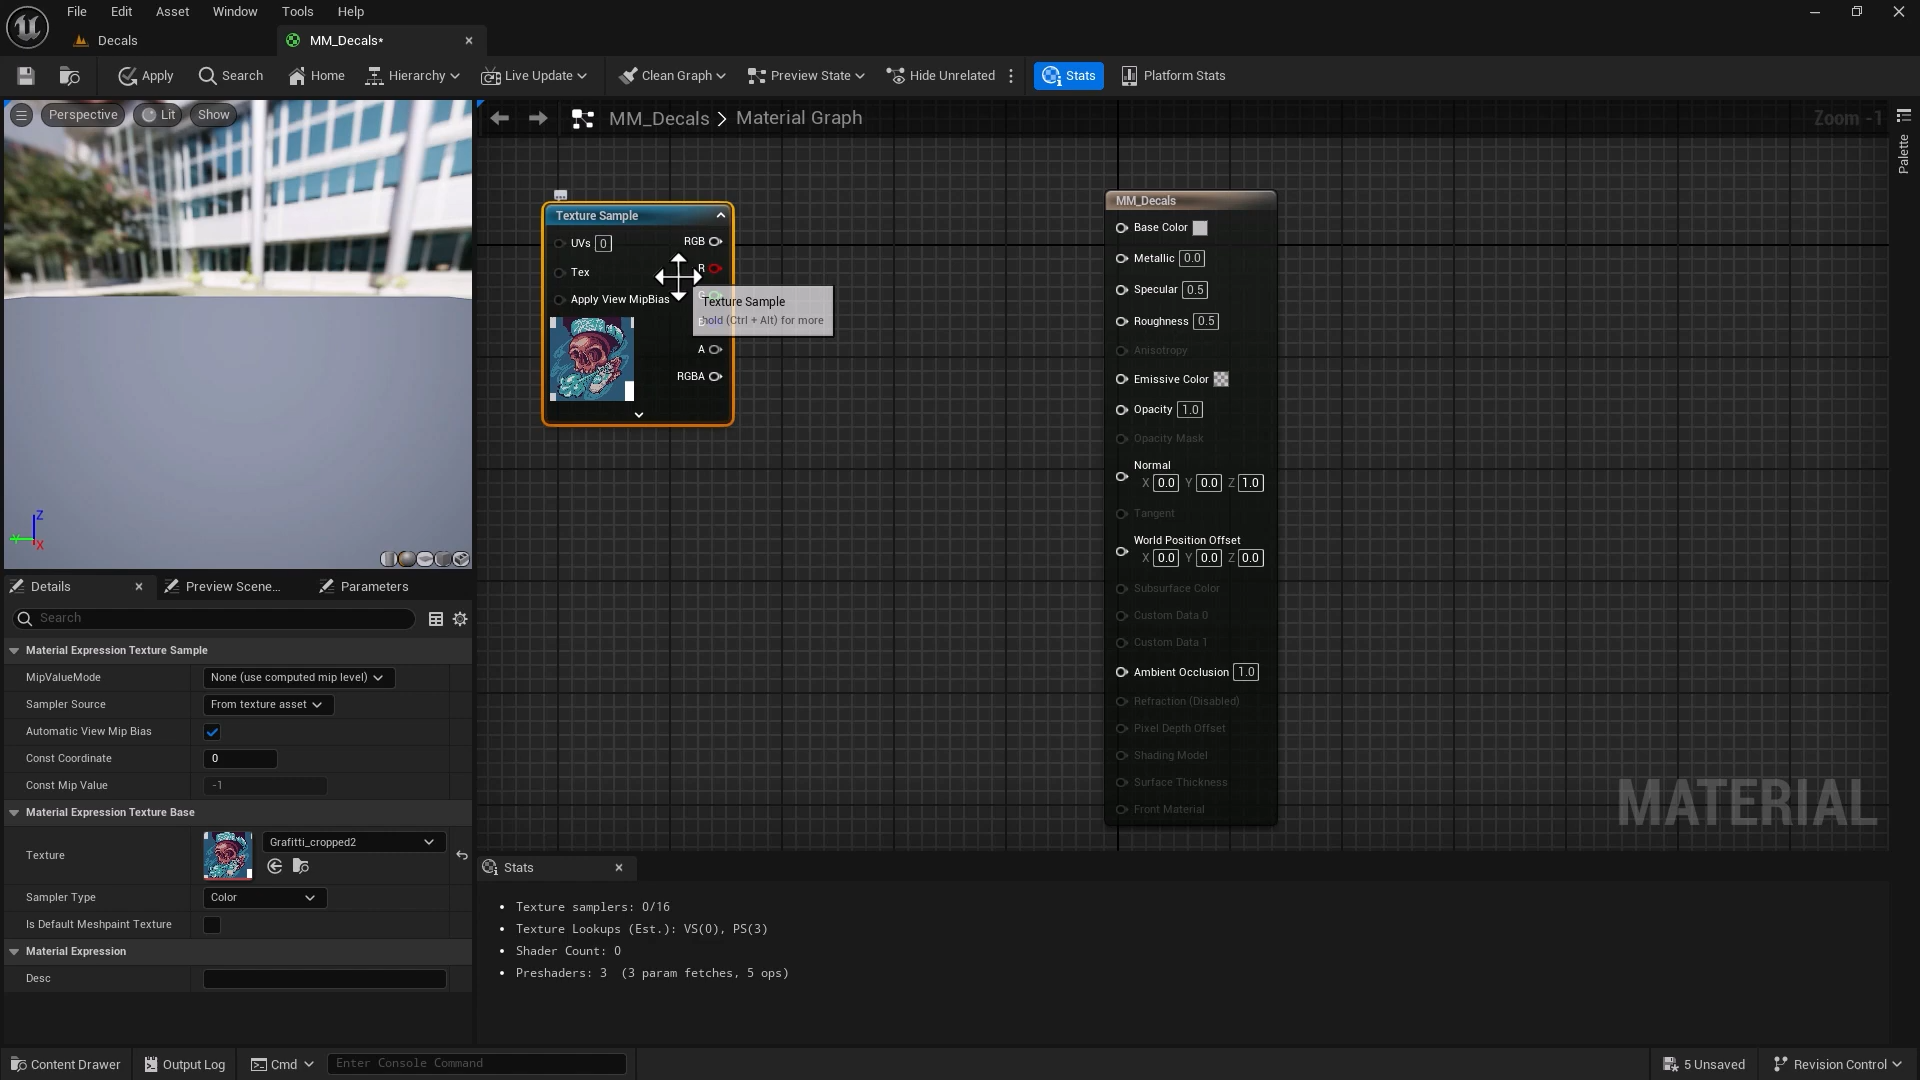 File Edit Asset Window Tools Help
Decals
MM_Decals*
Apply Search Home Hierarchy Live Update Clean Graph Preview State Hide Unrelated Stats Platform Stats
Perspective Lit Show
MM_Decals > Material Graph
Zoom -1
Palette
Texture Sample
UVs 0 RGB
Tex R
Apply View MipBias
Texture Sample
hold (Ctrl + Alt) for more
A
RGBA
MM_Decals
Base Color
Metallic 0.0
Specular 0.5
Roughness 0.5
Anisotropy
Emissive Color
Opacity 1.0
Opacity Mask
Normal
X 0.0 Y 0.0 Z 1.0
Tangent
World Position Offset
X 0.0 Y 0.0 Z 0.0
Subsurface Color
Custom Data 0
Custom Data 1
Ambient Occlusion 1.0
Refraction (Disabled)
Pixel Depth Offset
Shading Model
Surface Thickness
Front Material
MATERIAL
Z
Y
X
Details Preview Scene... Parameters
Search
Material Expression Texture Sample
MipValueMode None (use computed mip level)
Sampler Source From texture asset
Automatic View Mip Bias
Const Coordinate 0
Const Mip Value -1
Material Expression Texture Base
Texture Grafitti_cropped2
Sampler Type Color
Is Default Meshpaint Texture
Material Expression
Desc
Stats
• Texture samplers: 0/16
• Texture Lookups (Est.): VS(0), PS(3)
• Shader Count: 0
• Preshaders: 3 (3 param fetches, 5 ops)
Content Drawer Output Log Cmd Enter Console Command 5 Unsaved Revision Control